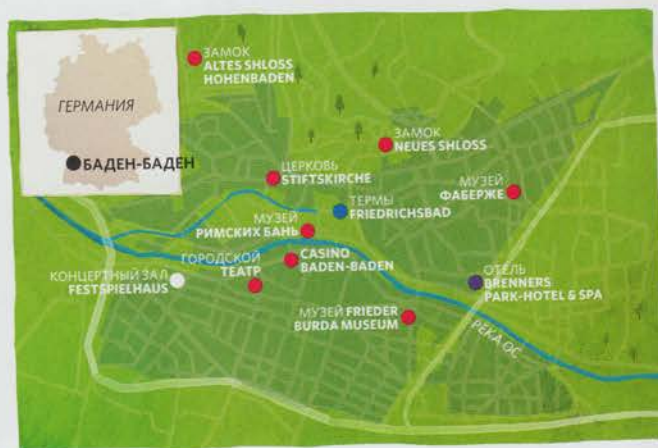 ЗАМОК
ALTES SHLOSS
HOHENBADEN
ГЕРМАНИЯ
БАДЕН-БАДЕН
ЗАМОК
NEUES SHLOSS
ЦЕРКОВЬ
STIFTSKIRCHE
МУЗЕЙ
ФАБЕРЖЕ
ТЕРМЫ
FRIEDRICHSBAD
МУЗЕЙ
РИМСКИХ БАНЬ
ГОРОДСКОЙ
ТЕАТР
CASINO
BADEN-BADEN
КОНЦЕРТНЫЙ ЗАЛ
FESTSPIELHAUS
ОТЕЛЬ
BRENNERS
PARK-HOTEL & SPA
МУЗЕЙ FRIEDER
BURDA MUSEUM
РЕКА ОС